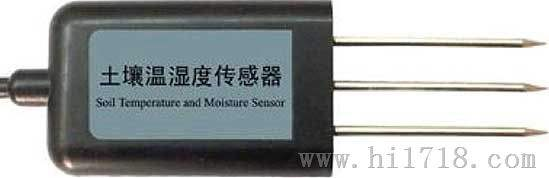 土壤温湿度传感器
Soil Temperature and Moisture Sensor
www.hi1718.com